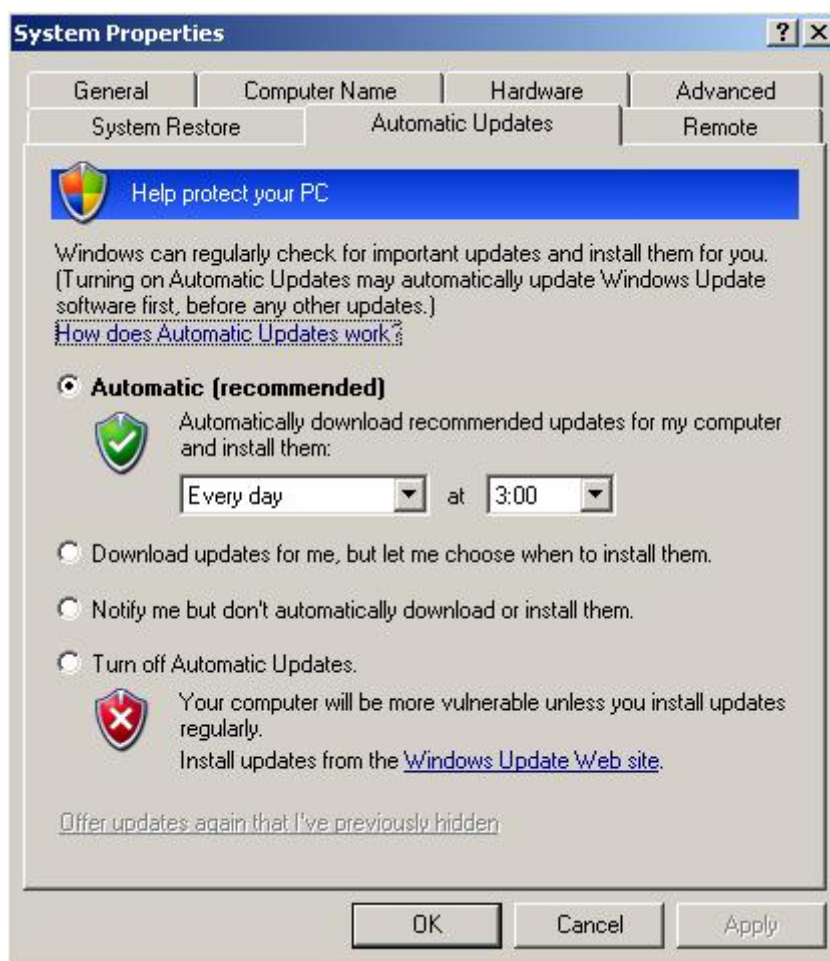 System Properties
General Computer Name Hardware Advanced
System Restore Automatic Updates Remote
Help protect your PC
Windows can regularly check for important updates and install them for you.
(Turning on Automatic Updates may automatically update Windows Update
software first, before any other updates.)
How does Automatic Updates work?
Automatic (recommended)
Automatically download recommended updates for my computer
and install them:
Every day at 3:00
Download updates for me, but let me choose when to install them.
Notify me but don't automatically download or install them.
Turn off Automatic Updates.
Your computer will be more vulnerable unless you install updates
regularly.
Install updates from the Windows Update Web site.
Offer updates again that I've previously hidden
OK Cancel Apply